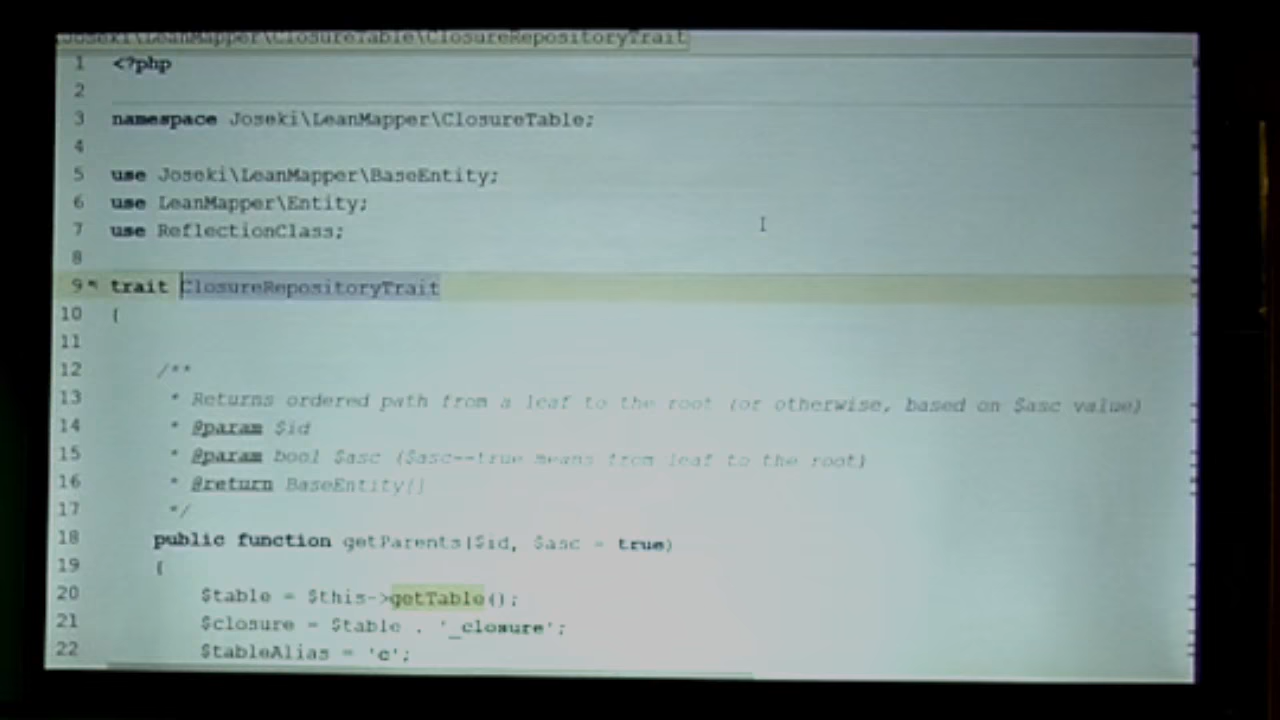 Joseki\LeanMapper\ClosureTable\ClosureRepositoryTrait
1 <?php
2
3 namespace Joseki\LeanMapper\ClosureTable;
4
5 use Joseki\LeanMapper\BaseEntity;
6 use LeanMapper\Entity;
7 use ReflectionClass;
8
9 trait ClosureRepositoryTrait
10 {
11
12 /**
13 * Returns ordered path from a leaf to the root (or otherwise, based on $asc value)
14 * @param $id
15 * @param bool $asc ($asc==true means from leaf to the root)
16 * @return BaseEntity[]
17 */
18 public function getParents($id, $asc = true)
19 {
20 $table = $this->getTable();
21 $closure = $table . '_closure';
22 $tableAlias = 'c';